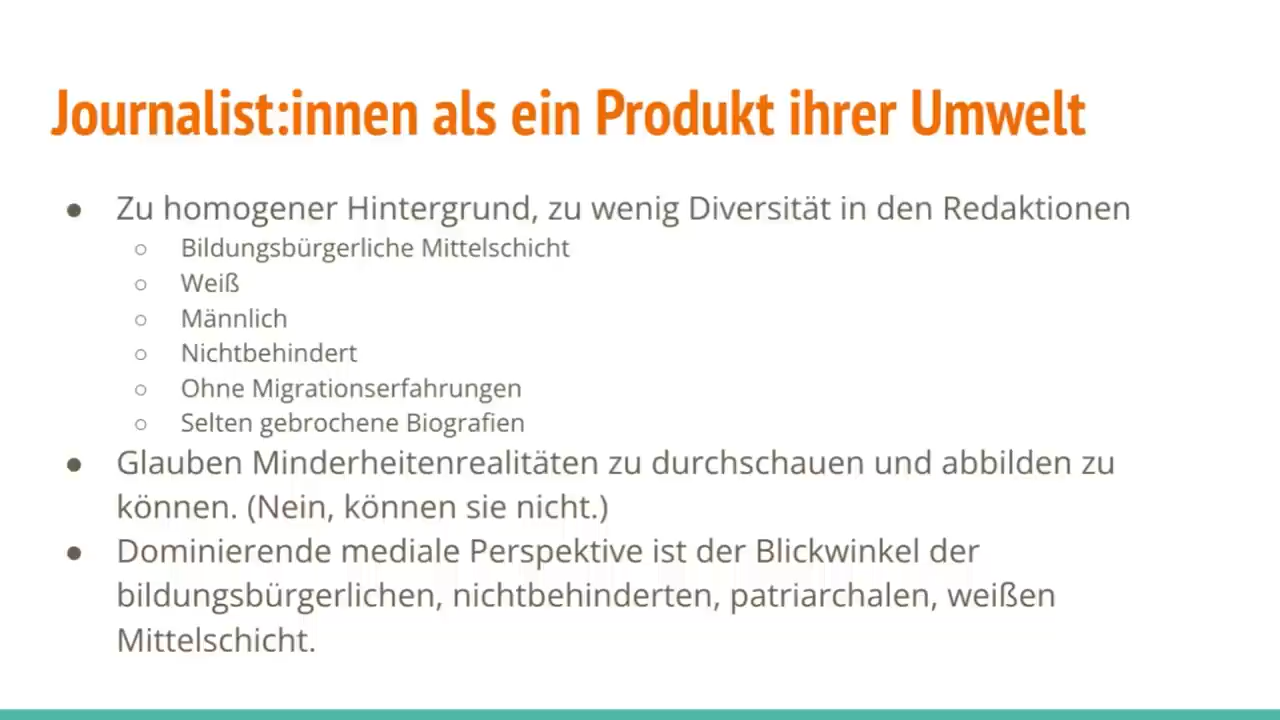 Journalist:innen als ein Produkt ihrer Umwelt
● Zu homogener Hintergrund, zu wenig Diversität in den Redaktionen
○ Bildungsbürgerliche Mittelschicht
○ Weiß
○ Männlich
○ Nichtbehindert
○ Ohne Migrationserfahrungen
○ Selten gebrochene Biografien
● Glauben Minderheitenrealitäten zu durchschauen und abbilden zu
können. (Nein, können sie nicht.)
● Dominierende mediale Perspektive ist der Blickwinkel der
bildungsbürgerlichen, nichtbehinderten, patriarchalen, weißen
Mittelschicht.